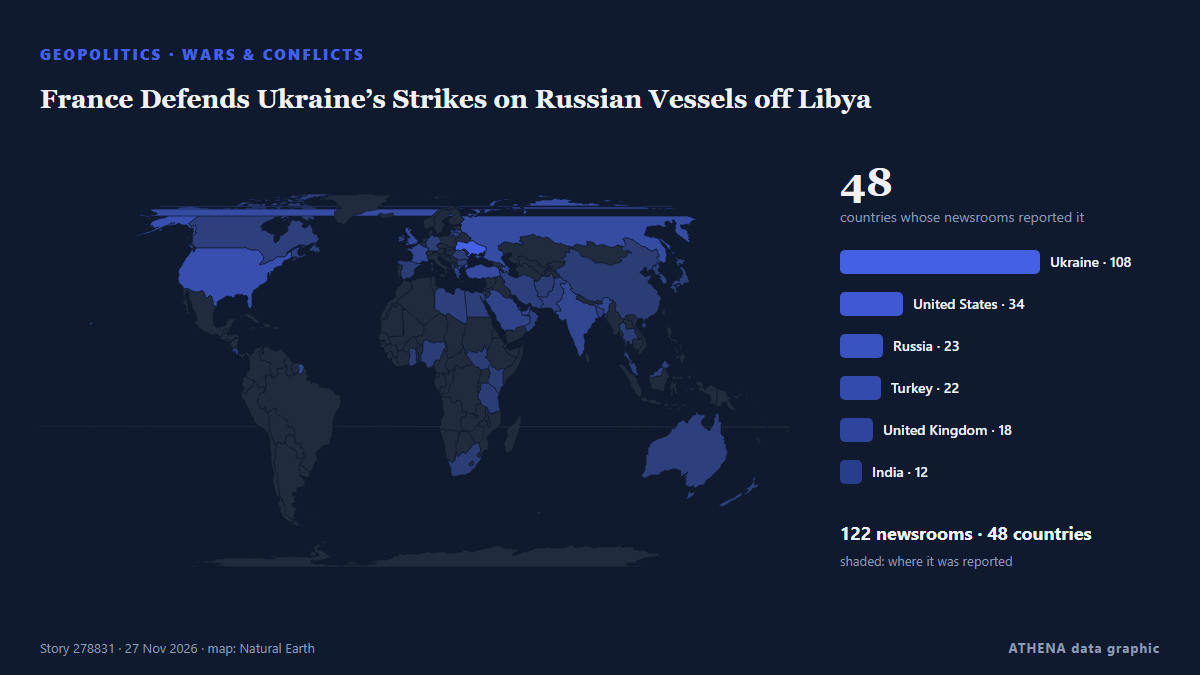 GEOPOLITICS · WARS & CONFLICTS
France Defends Ukraine’s Strikes on Russian Vessels off Libya
48
countries whose newsrooms reported it
Ukraine · 108
United States · 34
Russia · 23
Turkey · 22
United Kingdom · 18
India · 12
122 newsrooms · 48 countries
shaded: where it was reported
Story 278831 · 27 Nov 2026 · map: Natural Earth
ATHENA data graphic